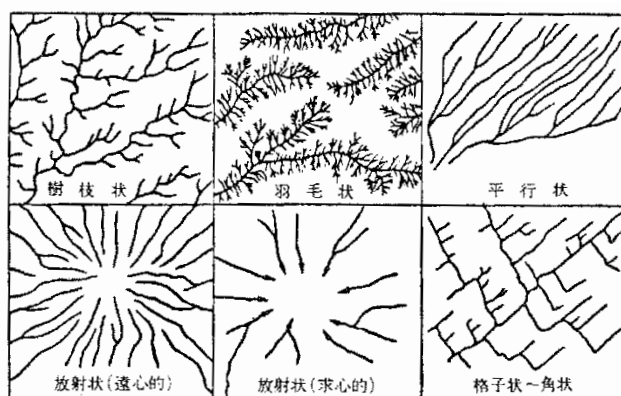 樹枝状
羽毛状
平行状
放射状(遠心的)
放射状(求心的)
格子状~角状